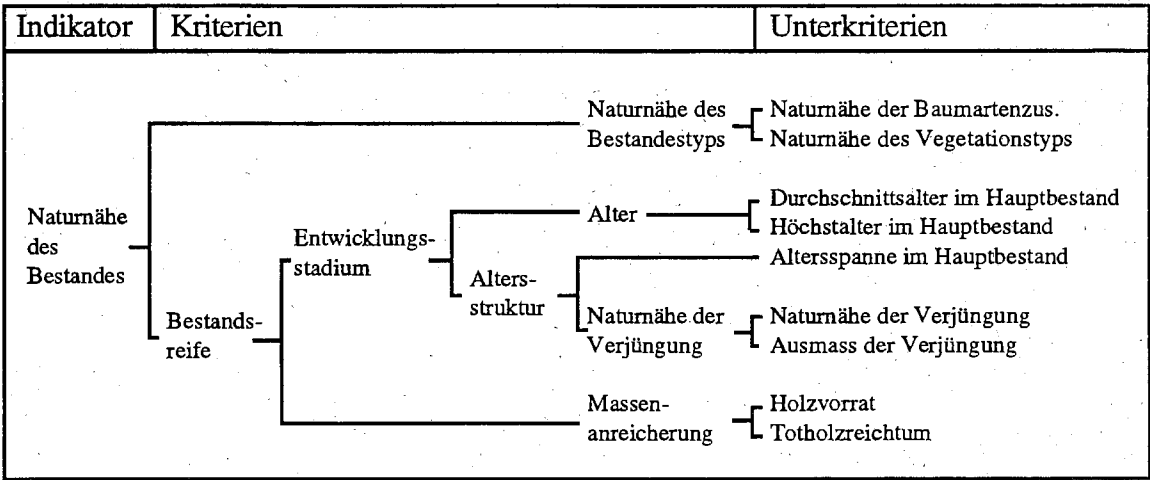 Indikator Kriterien Unterkriterien
Naturnähe des
Bestandestyps
Naturnähe der Baumartenzus.
Naturnähe des Vegetationstyps
Naturnähe
des
Bestandes
Bestands-
reife
Entwicklungs-
stadium
Alter
Durchschnittsalter im Hauptbestand
Höchstalter im Hauptbestand
Alters-
struktur
Altersspanne im Hauptbestand
Naturnähe der
Verjüngung
Naturnähe der Verjüngung
Ausmass der Verjüngung
Massen-
anreicherung
Holzvorrat
Totholzreichtum